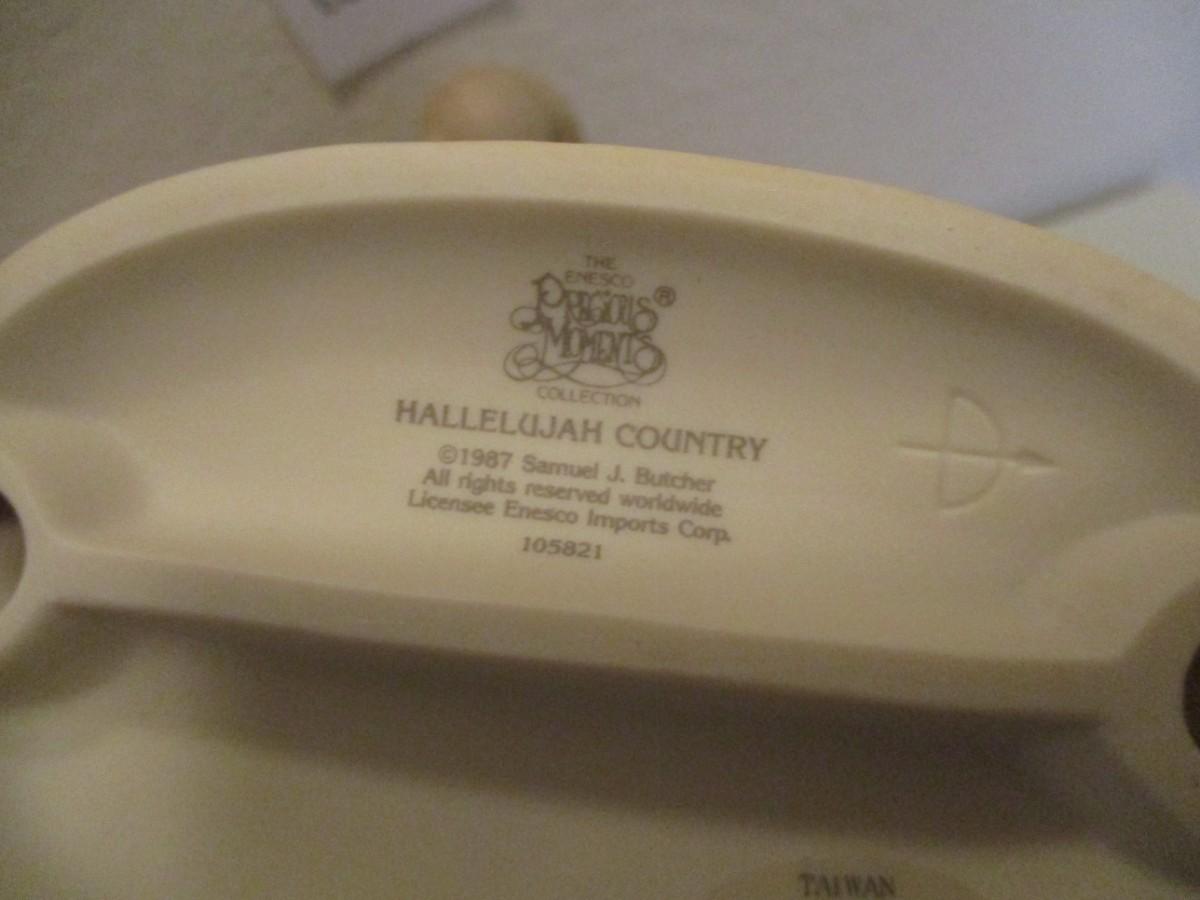 THE
ENESCO
PRECIOUS®
MOMENTS
COLLECTION
HALLELUJAH COUNTRY
©1987 Samuel J. Butcher
All rights reserved worldwide
Licensee Enesco Imports Corp.
105821
TAIWAN